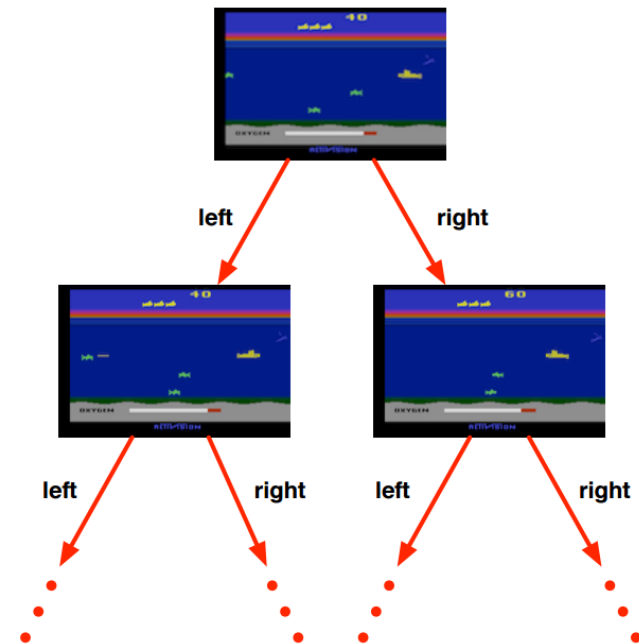 40
OXYGEN
ACTIVISION
left
right
40
OXYGEN
ACTIVISION
60
OXYGEN
ACTIVISION
left
right
left
right